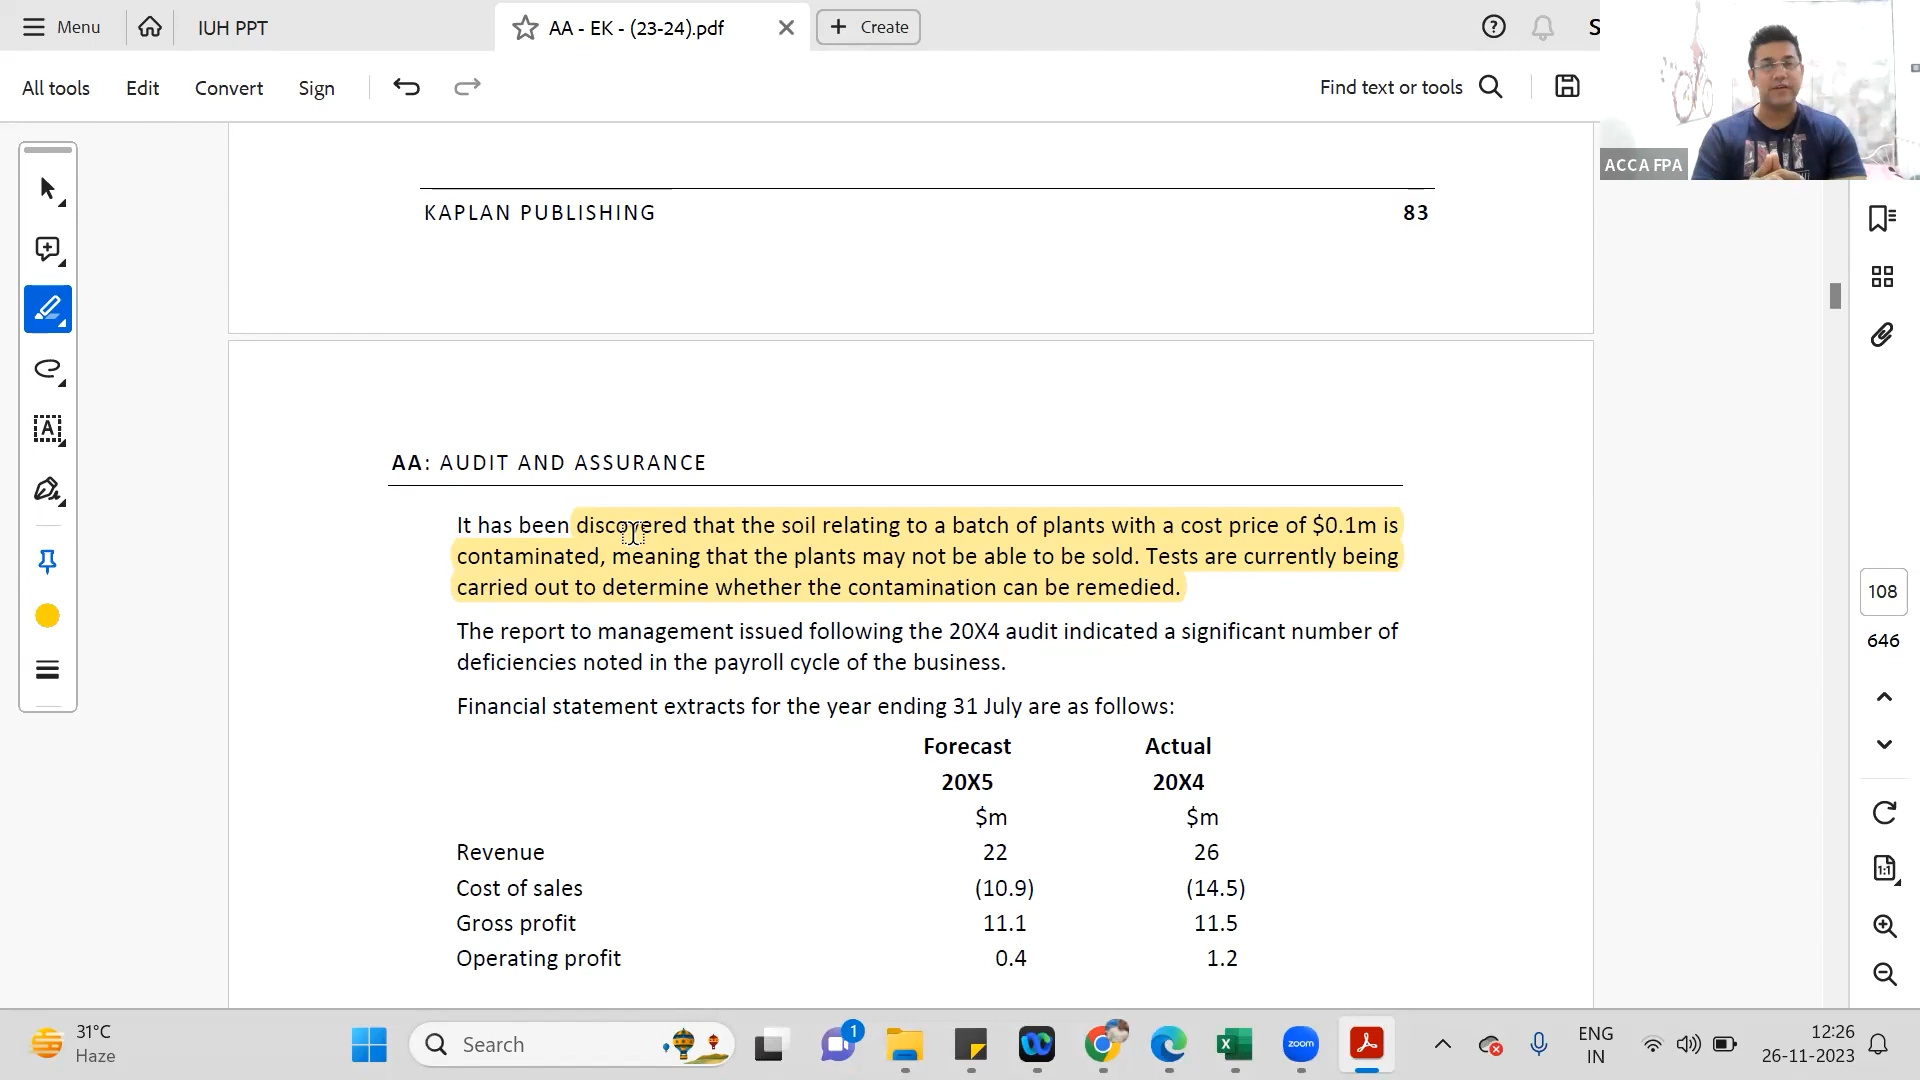 Menu
IUH PPT
AA - EK - (23-24).pdf
Create
S
All tools
Edit
Convert
Sign
Find text or tools
ACCA FPA
KAPLAN PUBLISHING
83
AA: AUDIT AND ASSURANCE
It has been discovered that the soil relating to a batch of plants with a cost price of $0.1m is
contaminated, meaning that the plants may not be able to be sold. Tests are currently being
carried out to determine whether the contamination can be remedied.
The report to management issued following the 20X4 audit indicated a significant number of
deficiencies noted in the payroll cycle of the business.
Financial statement extracts for the year ending 31 July are as follows:
Forecast Actual
20X5 20X4
$m $m
Revenue 22 26
Cost of sales (10.9) (14.5)
Gross profit 11.1 11.5
Operating profit 0.4 1.2
108
646
1:1
31°C
Haze
Search
1
zoom
ENG
IN
12:26
26-11-2023